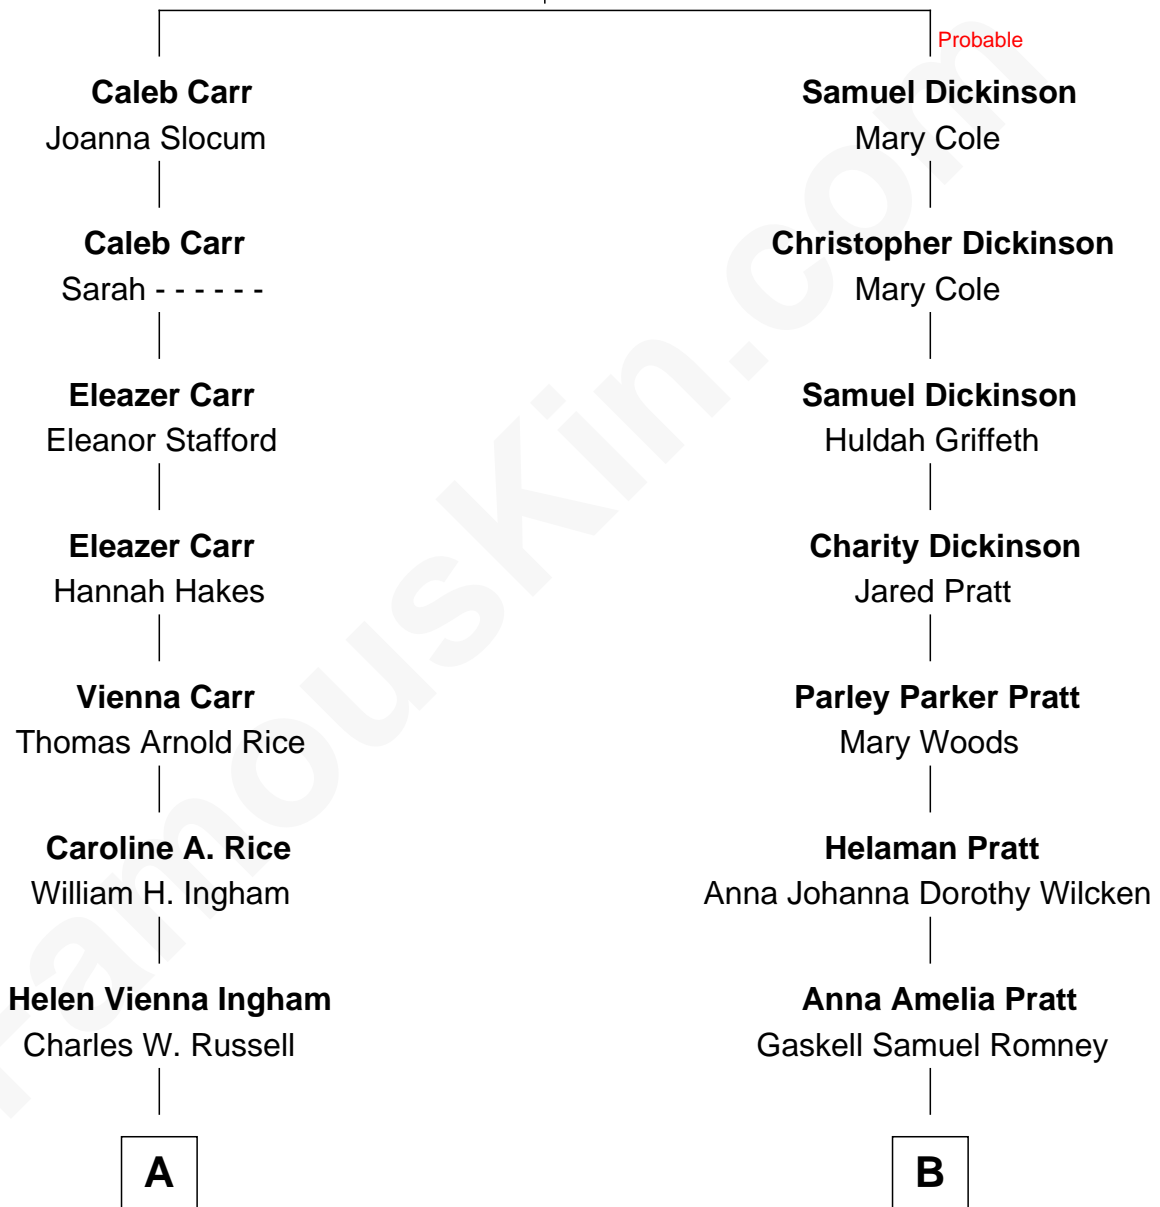 Probable
Caleb Carr
Joanna Slocum
Samuel Dickinson
Mary Cole
Caleb Carr
Sarah - - - - - -
Christopher Dickinson
Mary Cole
Eleazer Carr
Eleanor Stafford
Samuel Dickinson
Huldah Griffeth
Eleazer Carr
Hannah Hakes
Charity Dickinson
Jared Pratt
Vienna Carr
Thomas Arnold Rice
Parley Parker Pratt
Mary Woods
Caroline A. Rice
William H. Ingham
Helaman Pratt
Anna Johanna Dorothy Wilcken
Helen Vienna Ingham
Charles W. Russell
Anna Amelia Pratt
Gaskell Samuel Romney
A
B
FamousKin.com